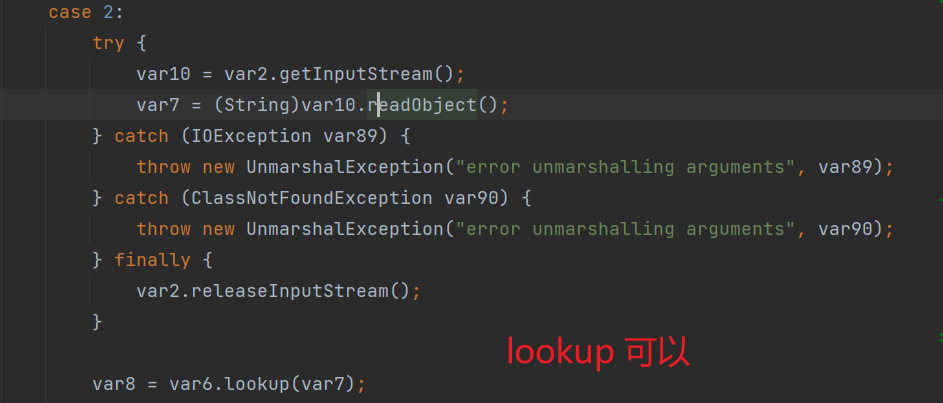 case 2:
try {
var10 = var2.getInputStream();
var7 = (String)var10.readObject();
} catch (IOException var89) {
throw new UnmarshalException("error unmarshalling arguments", var89);
} catch (ClassNotFoundException var90) {
throw new UnmarshalException("error unmarshalling arguments", var90);
} finally {
var2.releaseInputStream();
}
lookup 可以
var8 = var6.lookup(var7);